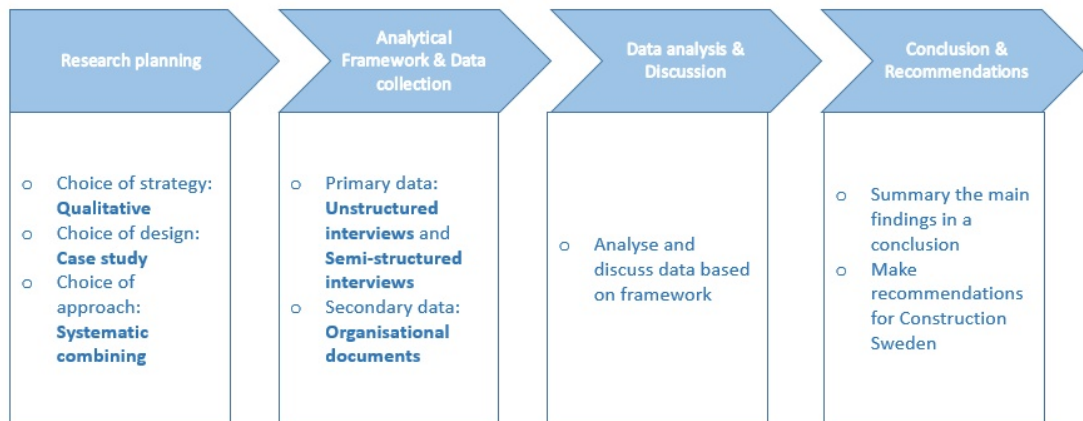 Research planning
Analytical
Framework & Data
collection
Data analysis &
Discussion
Conclusion &
Recommendations
o Choice of strategy:
Qualitative
o Choice of design:
Case study
o Choice of
approach:
Systematic
combining
o Primary data:
Unstructured
interviews and
Semi-structured
interviews
o Secondary data:
Organisational
documents
o Analyse and
discuss data based
on framework
o Summary the main
findings in a
conclusion
o Make
recommendations
for Construction
Sweden